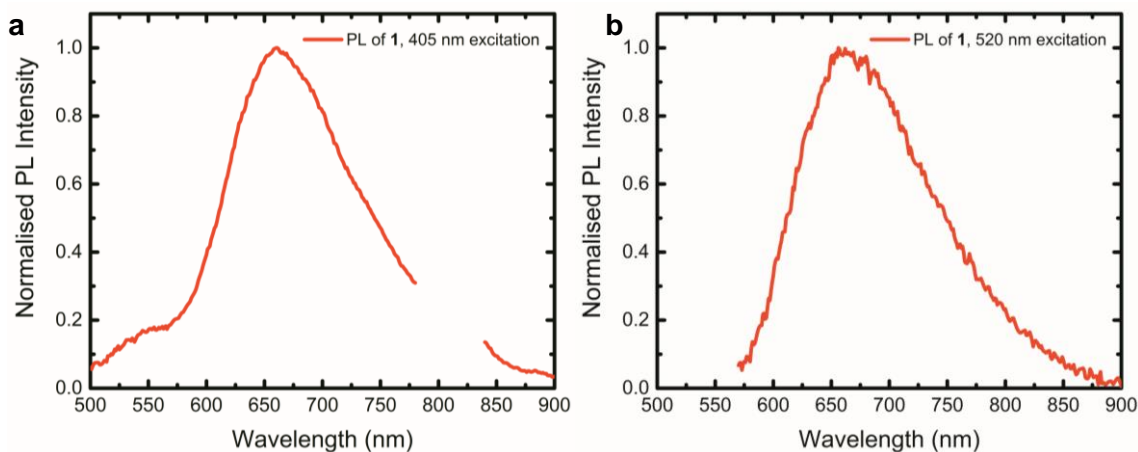 a
PL of 1, 405 nm excitation
1.0
0.8
0.6
0.4
0.2
0.0
Normalised PL Intensity
500 550 600 650 700 750 800 850 900
Wavelength (nm)
b
PL of 1, 520 nm excitation
1.0
0.8
0.6
0.4
0.2
0.0
Normalised PL Intensity
500 550 600 650 700 750 800 850 900
Wavelength (nm)